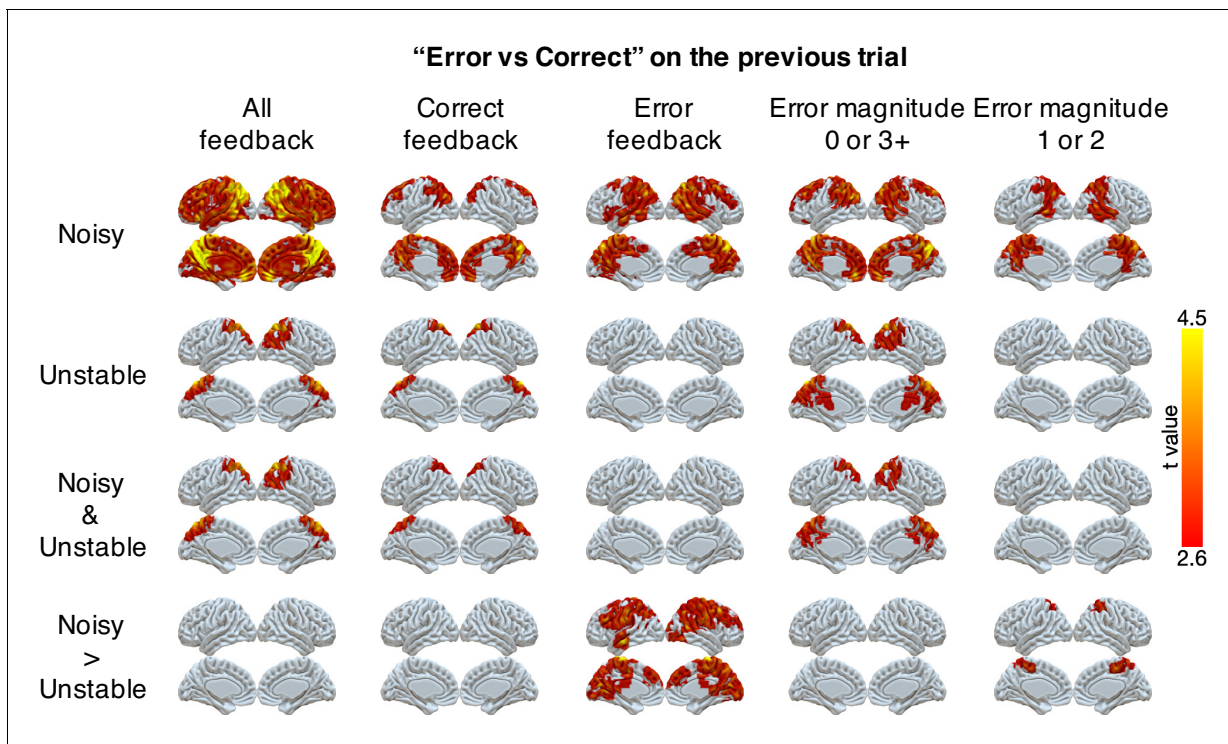 “Error vs Correct” on the previous trial
All
feedback
Correct
feedback
Error
feedback
Error magnitude
0 or 3+
Error magnitude
1 or 2
Noisy
Unstable
Noisy
&
Unstable
Noisy
>
Unstable
4.5
t value
2.6